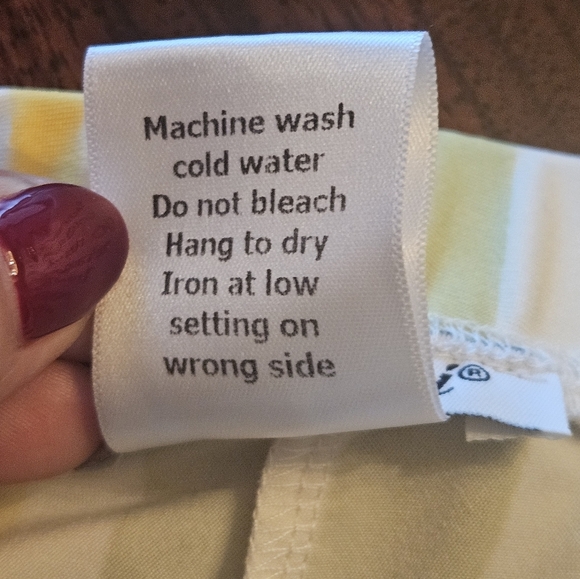 Machine wash
cold water
Do not bleach
Hang to dry
Iron at low
setting on
wrong side
®